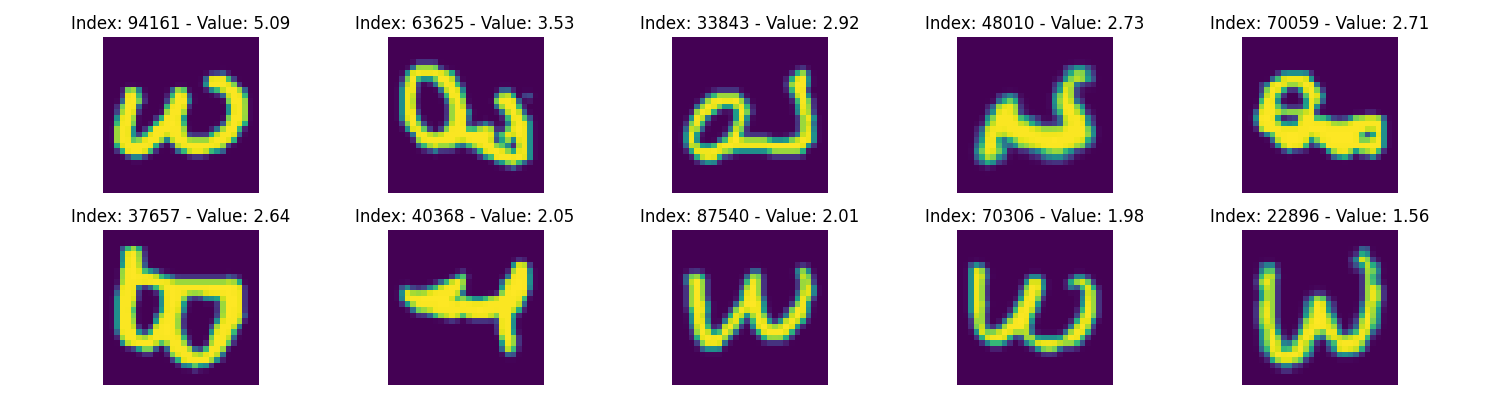 Index: 94161 - Value: 5.09 Index: 63625 - Value: 3.53 Index: 33843 - Value: 2.92 Index: 48010 - Value: 2.73 Index: 70059 - Value: 2.71
w a
Index: 37657 - Value: 2.64 Index: 40368 - Value: 2.05 Index: 87540 - Value: 2.01 Index: 70306 - Value: 1.98 Index: 22896 - Value: 1.56
w w w